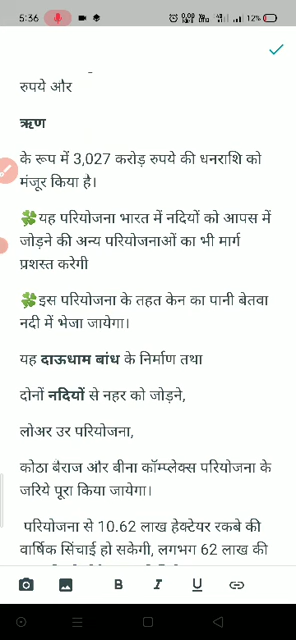 5:36
12%
रुपये और
ऋण
के रूप में 3,027 करोड़ रुपये की धनराशि को
मंजूर किया है।
🍀यह परियोजना भारत में नदियों को आपस में
जोड़ने की अन्य परियोजनाओं का भी मार्ग
प्रशस्त करेगी
🍀इस परियोजना के तहत केन का पानी बेतवा
नदी में भेजा जायेगा।
यह दाऊधाम बांध के निर्माण तथा
दोनों नदियों से नहर को जोड़ने,
लोअर उर परियोजना,
कोठा बैराज और बीना कॉम्प्लेक्स परियोजना के
जरिये पूरा किया जायेगा।
परियोजना से 10.62 लाख हेक्टेयर रकबे की
वार्षिक सिंचाई हो सकेगी, लगभग 62 लाख की
B I U